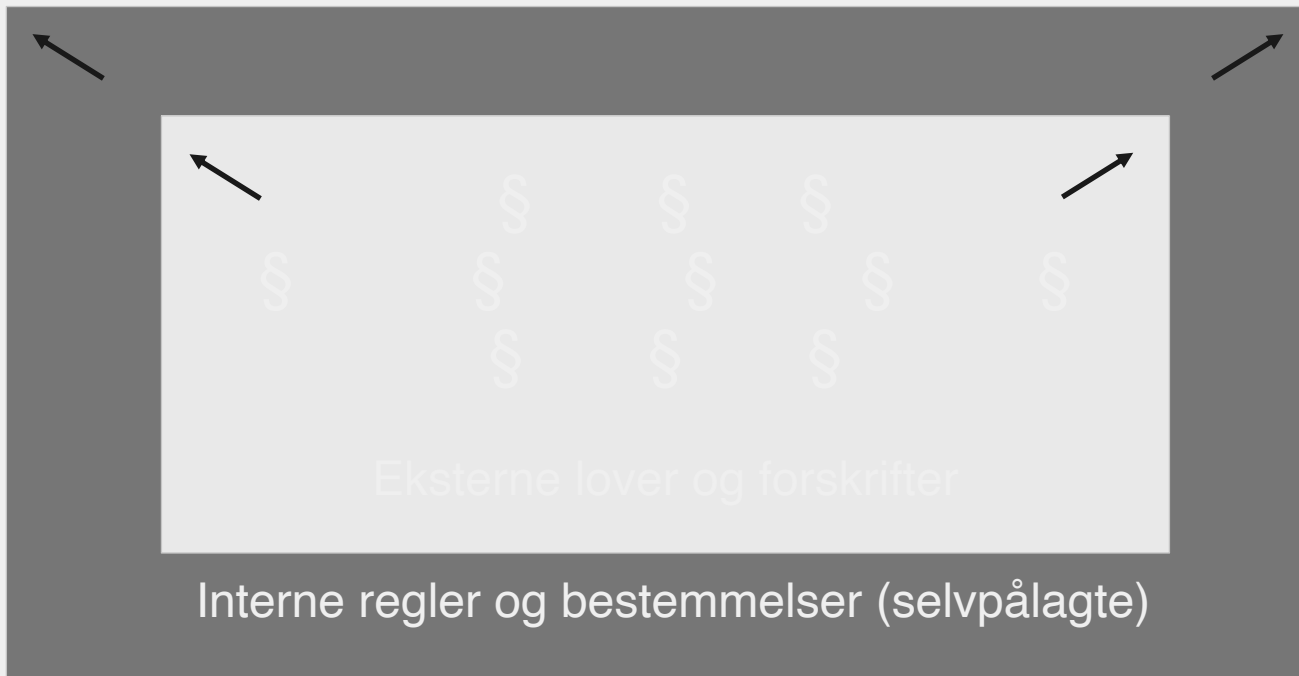 § § §
§ § § § §
§ § §
Eksterne lover og forskrifter
Interne regler og bestemmelser (selvpålagte)